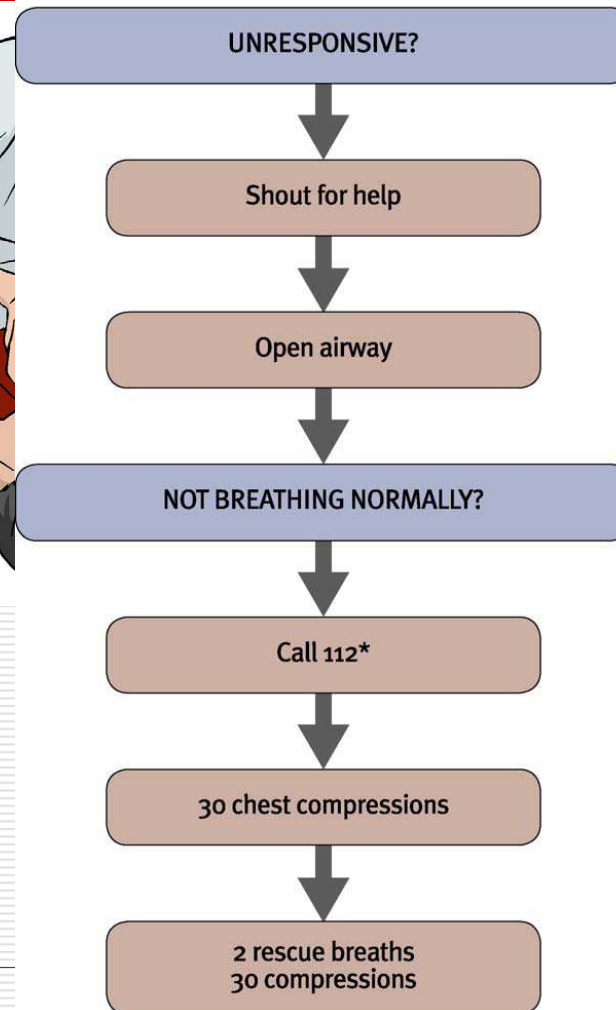 UNRESPONSIVE?
Shout for help
Open airway
NOT BREATHING NORMALLY?
Call 112*
30 chest compressions
2 rescue breaths
30 compressions